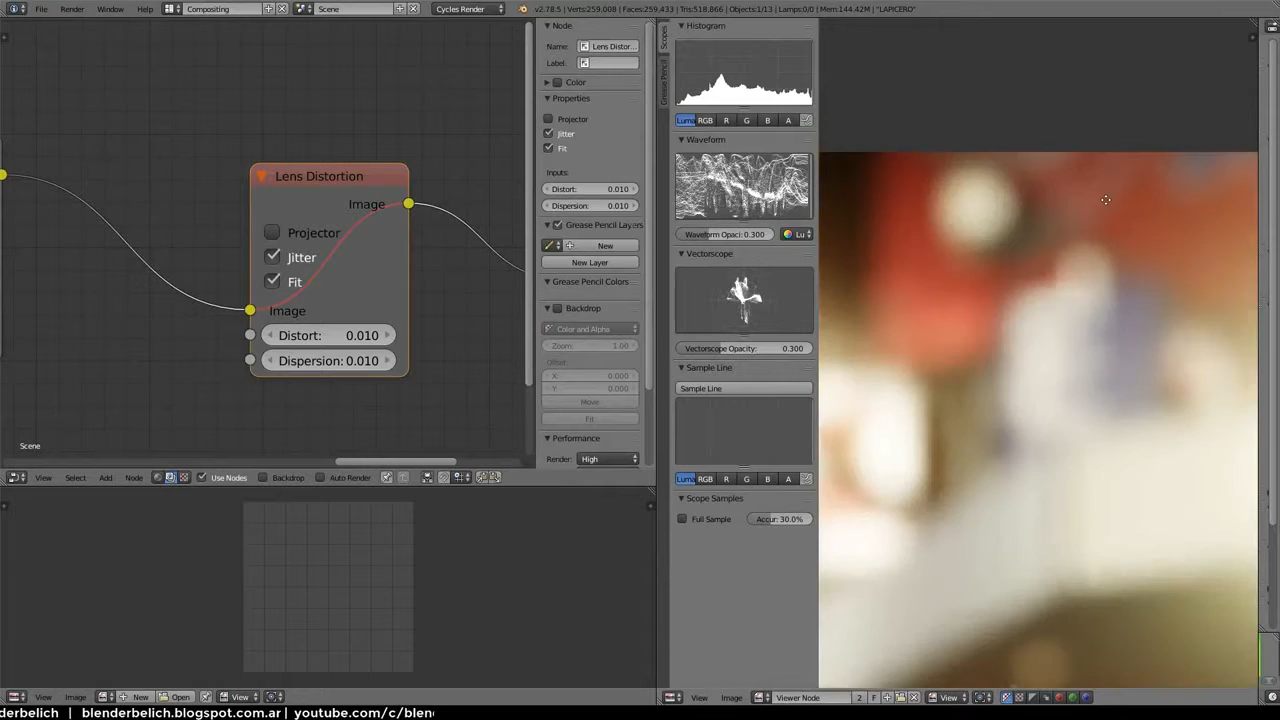 File Render Window Help Compositing Scene Cycles Render v2.78.5 | Verts:259,008 | Faces:259,433 | Tris:518,866 | Objects:1/13 | Lamps:0/0 | Mem:144.42M | "LAPICERO"
Node
Name: Lens Distor...
Label:
Color
Properties
Projector
Jitter
Fit
Inputs:
Distort: 0.010
Dispersion: 0.010
Grease Pencil Layers
New
New Layer
Grease Pencil Colors
Backdrop
Color and Alpha
Zoom: 1.00
Offset:
X: 0.000
Y: 0.000
Move
Fit
Performance
Render: High
Lens Distortion
Image
Projector
Jitter
Fit
Image
Distort: 0.010
Dispersion: 0.010
Scene
View Select Add Node Use Nodes Backdrop Auto Render
Scopes
Grease Pencil
Histogram
Luma RGB R G B A
Waveform
Waveform Opaci: 0.300 Lu
Vectorscope
Vectorscope Opacity: 0.300
Sample Line
Sample Line
Luma RGB R G B A
Scope Samples
Full Sample Accur: 30.0%
View Image New Open View
View Image Viewer Node 2 F View
derbelich | blenderbelich.blogspot.com.ar | youtube.com/c/blen